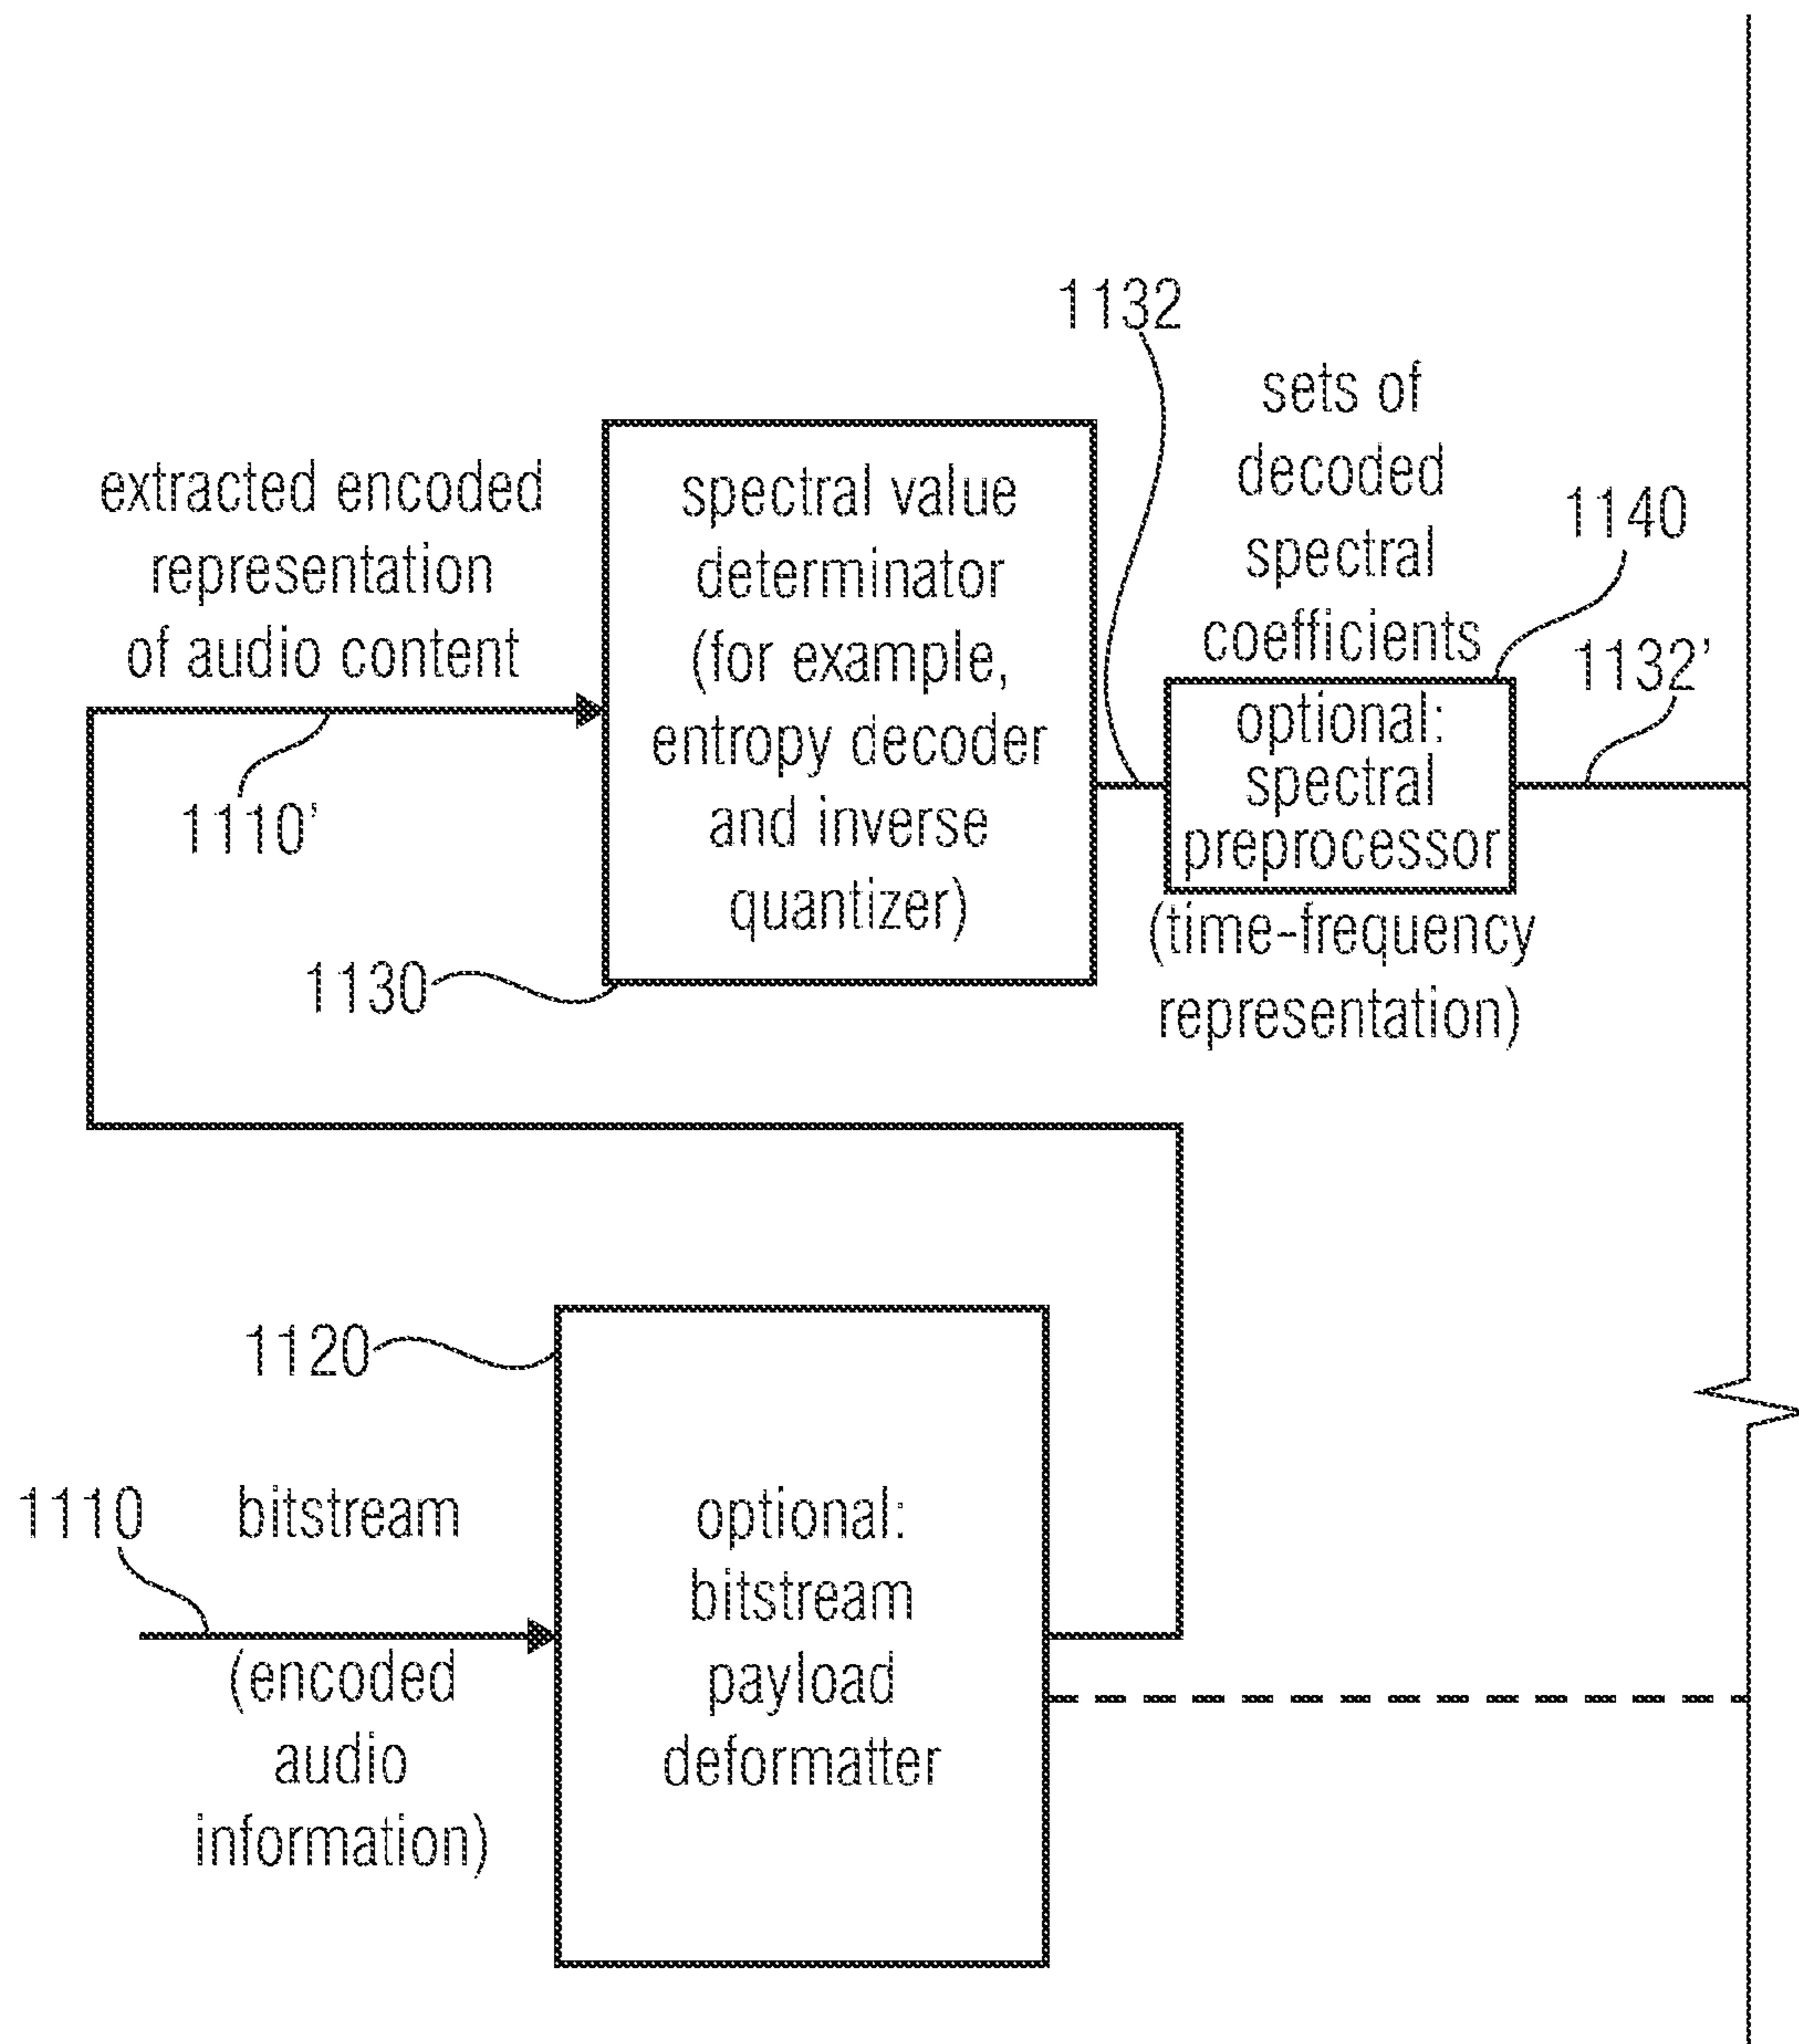 1132
sets of
decoded
spectral
coefficients
1140
1132'
extracted encoded
representation
of audio content
1110'
spectral value
determinator
(for example,
entropy decoder
and inverse
quantizer)
1130
optional:
spectral
preprocessor
(time-frequency
representation)
1120
1110
bitstream
(encoded
audio
information)
optional:
bitstream
payload
deformatter